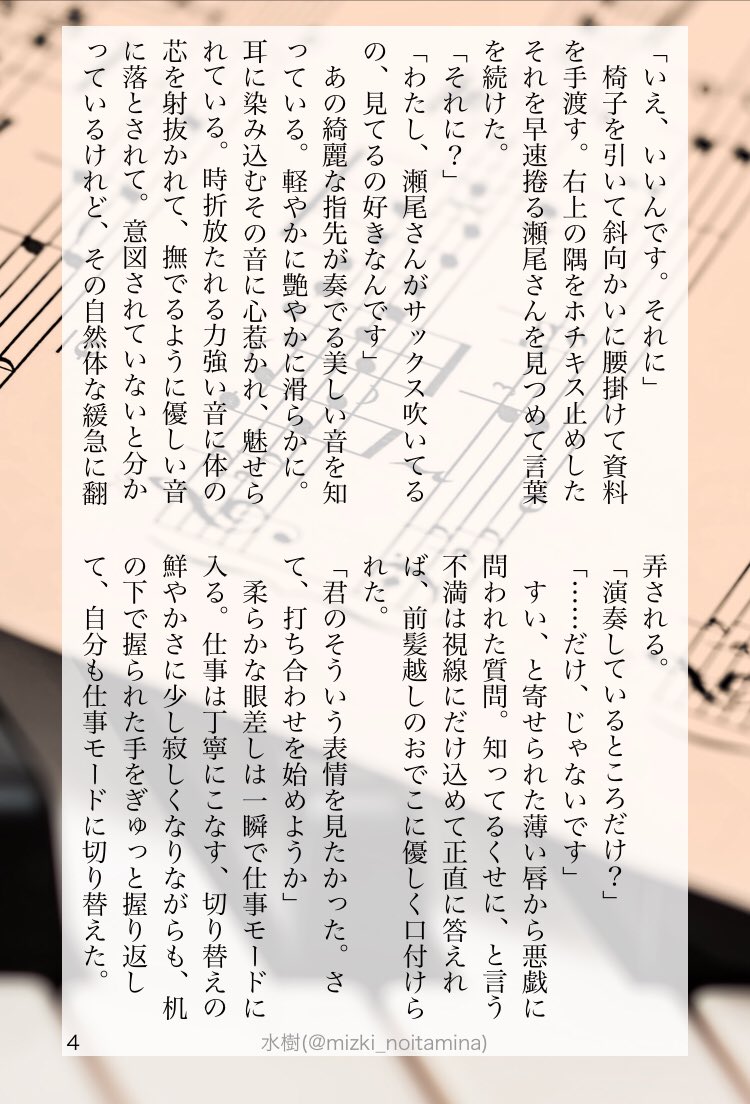 「いえ、いいんです。それに」
　椅子を引いて斜向かいに腰掛けて資料
を手渡す。右上の隅をホチキス止めした
それを早速捲る瀬尾さんを見つめて言葉
を続けた。
「それに？」
「わたし、瀬尾さんがサックス吹いてる
の、見てるの好きなんです」
　あの綺麗な指先が奏でる美しい音を知
っている。軽やかに艶やかに滑らかに。
耳に染み込むその音に心惹かれ、魅せら
れている。時折放たれる力強い音に体の
芯を射抜かれて、撫でるように優しい音
に落とされて。意図されていないと分か
っているけれど、その自然体な緩急に翻
弄される。
「演奏しているところだけ？」
「……だけ、じゃないです」
　すい、と寄せられた薄い唇から悪戯に
問われた質問。知ってるくせに、と言う
不満は視線にだけ込めて正直に答えれ
ば、前髪越しのおでこに優しく口付けら
れた。
「君のそういう表情を見たかった。さ
て、打ち合わせを始めようか」
　柔らかな眼差しは一瞬で仕事モードに
入る。仕事は丁寧にこなす、切り替えの
鮮やかさに少し寂しくなりながらも、机
の下で握られた手をぎゅっと握り返し
て、自分も仕事モードに切り替えた。
4
水樹(@mizki_noitamina)